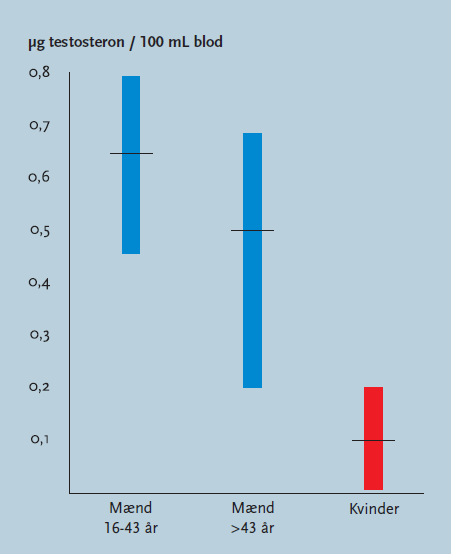 µg testosteron / 100 mL blod
0,8
0,7
0,6
0,5
0,4
0,3
0,2
0,1
Mænd
16-43 år
Mænd
>43 år
Kvinder